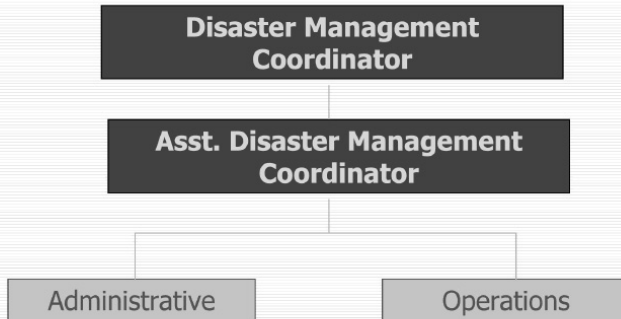 Disaster Management
Coordinator
Asst. Disaster Management
Coordinator
Administrative
Operations